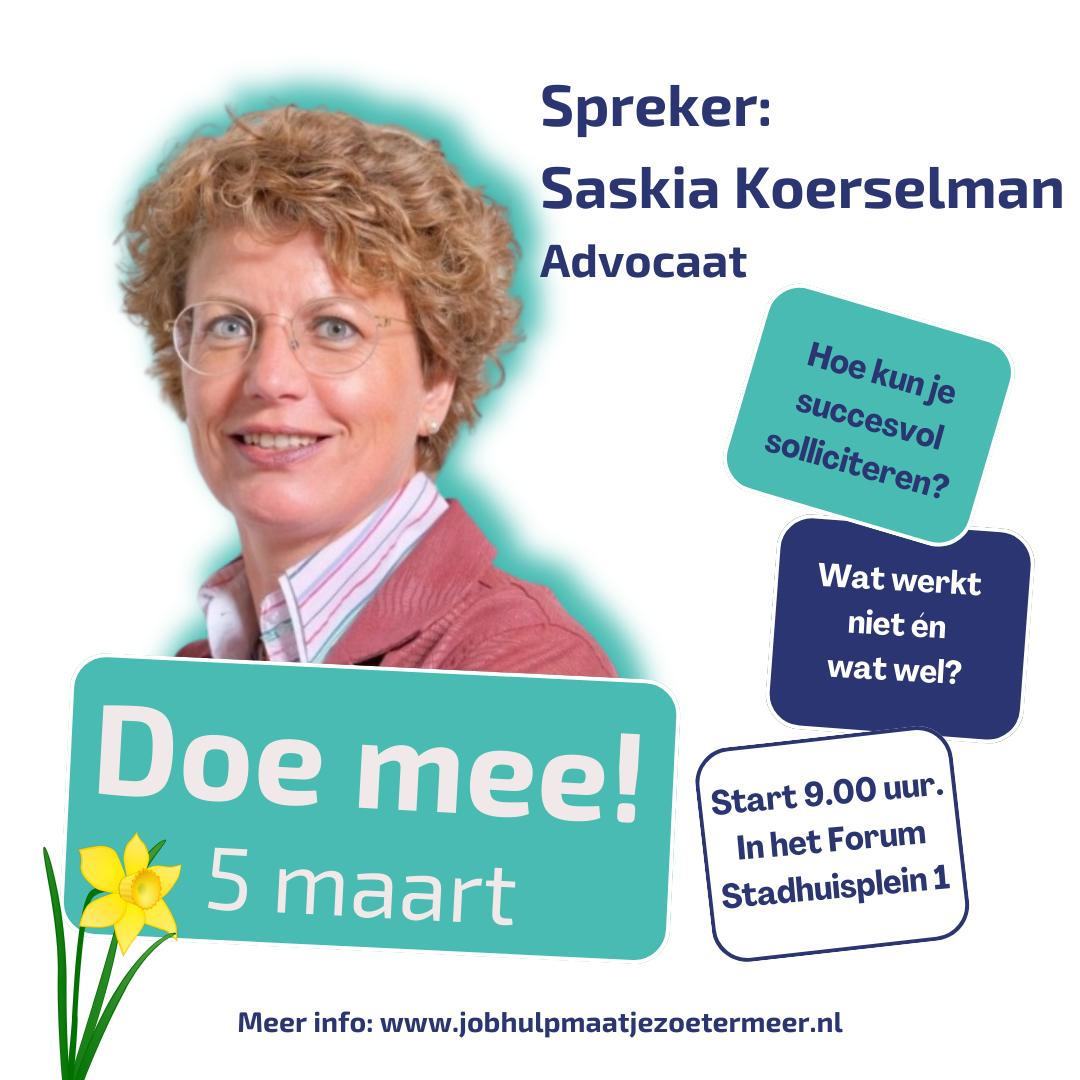 Spreker:
Saskia Koerselman
Advocaat
Hoe kun je
succesvol
solliciteren?
Wat werkt
niet én
wat wel?
Doe mee!
5 maart
Start 9.00 uur.
In het Forum
Stadhuisplein 1
Meer info: www.jobhulpmaatjezoetermeer.nl